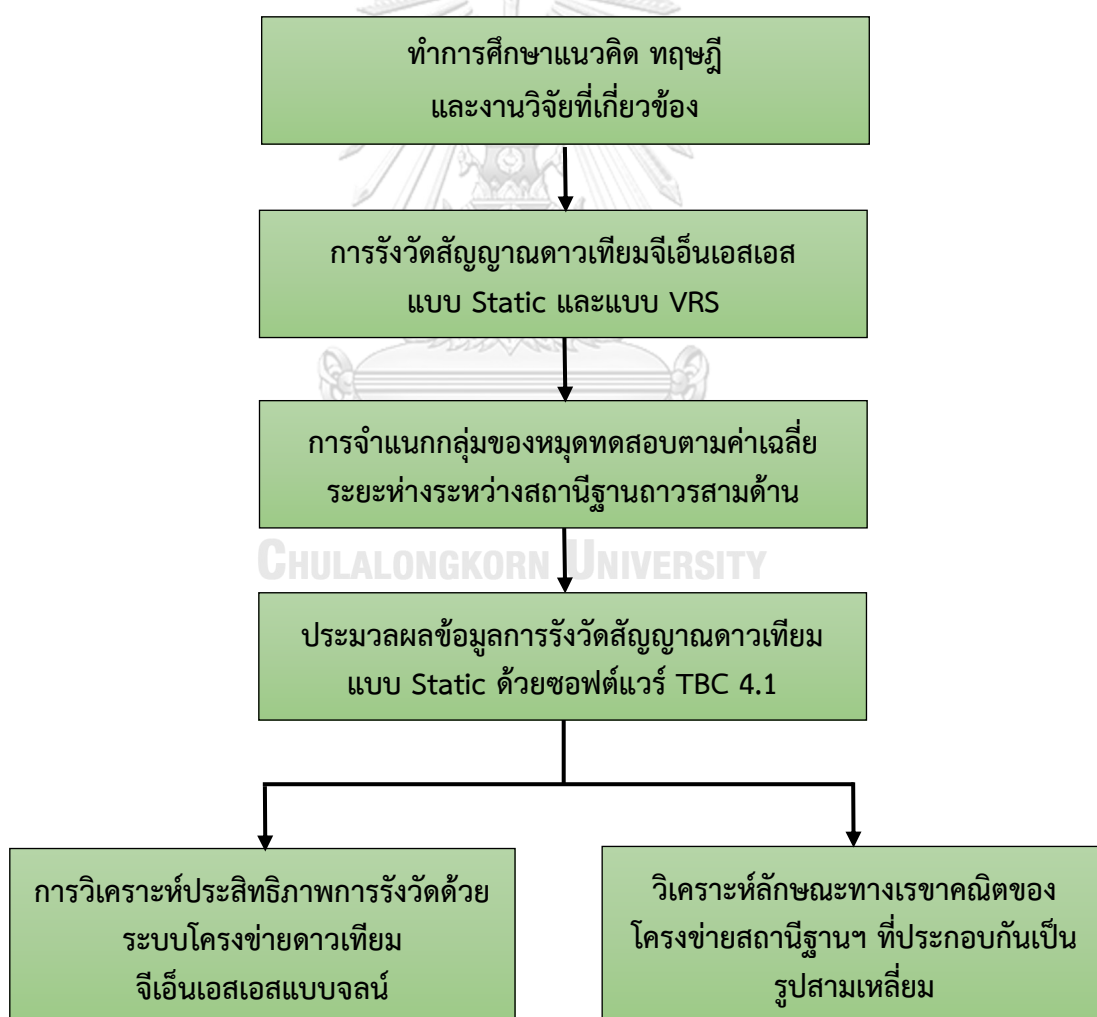 ทำการศึกษาแนวคิด ทฤษฎี
และงานวิจัยที่เกี่ยวข้อง
การรังวัดสัญญาณดาวเทียมจีเอ็นเอสเอส
แบบ Static และแบบ VRS
การจำแนกกลุ่มของหมุดทดสอบตามค่าเฉลี่ย
ระยะห่างระหว่างสถานีฐานถาวรสามด้าน
CHULALONGKORN UNIVERSITY
ประมวลผลข้อมูลการรังวัดสัญญาณดาวเทียม
แบบ Static ด้วยซอฟต์แวร์ TBC 4.1
การวิเคราะห์ประสิทธิภาพการรังวัดด้วย
ระบบโครงข่ายดาวเทียม
จีเอ็นเอสเอสแบบจลน์
วิเคราะห์ลักษณะทางเรขาคณิตของ
โครงข่ายสถานีฐานฯ ที่ประกอบกันเป็น
รูปสามเหลี่ยม